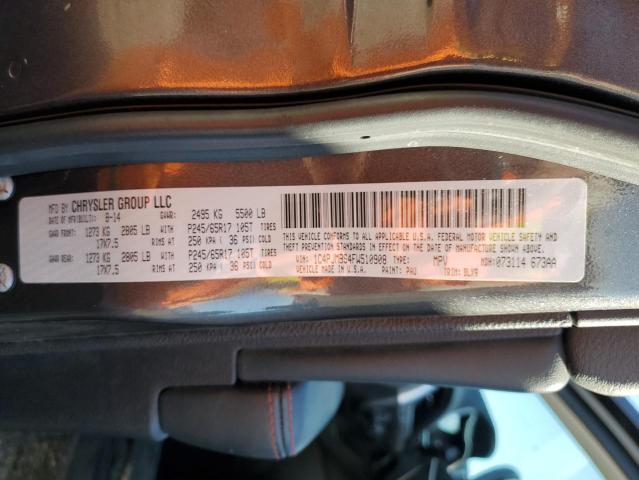 MFD BY CHRYSLER GROUP LLC
DATE OF MFR(BUILT): 8-14 GVWR: 2495 KG 5500 LB
GAWR FRONT: 1273 KG 2805 LB P245/65R17 105T TIRES
WITH
17X7.5 RIMS AT 250 KPA ( 36 PSI) COLD
GAWR REAR: 1273 KG 2805 LB P245/65R17 105T TIRES
WITH
17X7.5 RIMS AT 250 KPA ( 36 PSI) COLD
THIS VEHICLE CONFORMS TO ALL APPLICABLE U.S.A. FEDERAL MOTOR VEHICLE SAFETY AND
THEFT PREVENTION STANDARDS IN EFFECT ON THE DATE OF MANUFACTURE SHOWN ABOVE.
VIN: 1C4PJMBS4FW510908 TYPE: MPV MDH: 073114 673AA
VEHICLE MADE IN U.S.A. PAINT: PAU TRIM: BLX9